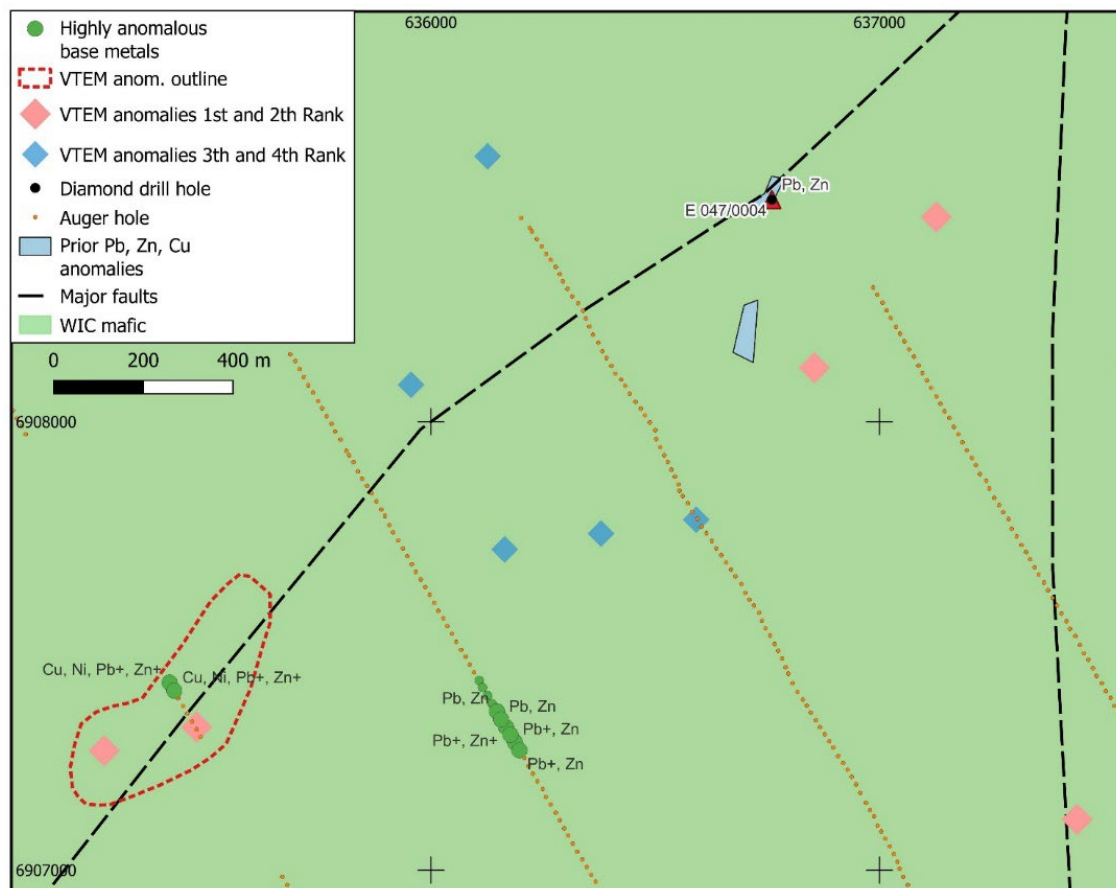 636000
637000
Highly anomalous
base metals
VTEM anom. outline
VTEM anomalies 1st and 2th Rank
VTEM anomalies 3th and 4th Rank
Diamond drill hole
Auger hole
Prior Pb, Zn, Cu
anomalies
Major faults
WIC mafic
0 200 400 m
Pb, Zn
E 047/0004
6908000
Cu, Ni, Pb+, Zn+
Cu, Ni, Pb+, Zn+
Pb, Zn
Pb, Zn
Pb+, Zn
Pb+, Zn+
Pb+, Zn
6907000